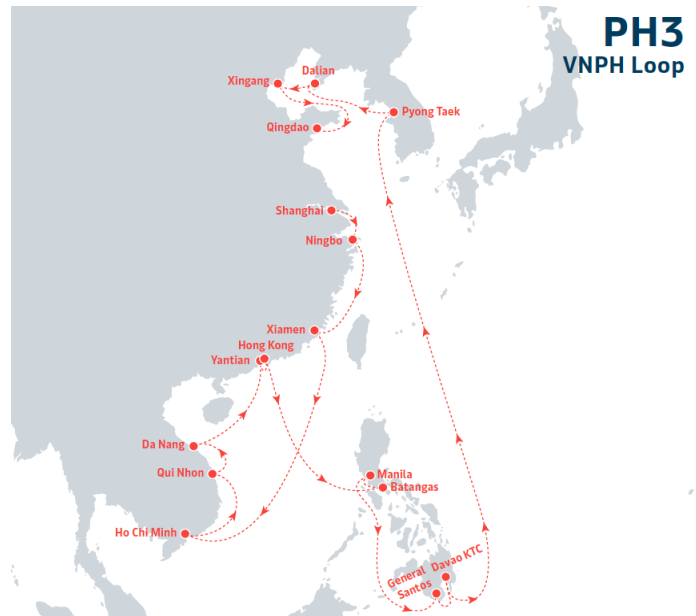 PH3
VNPH Loop
Dalian
Xingang
Pyong Taek
Qingdao
Shanghai
Ningbo
Xiamen
Hong Kong
Yantian
Da Nang
Qui Nhon
Manila
Batangas
Ho Chi Minh
General
Santos
Davao KTC